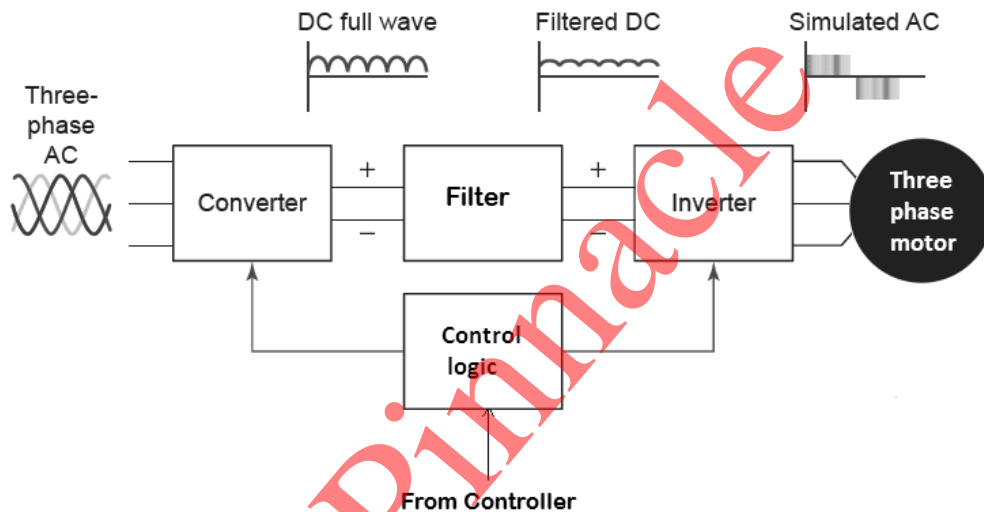 DC full wave
Filtered DC
Simulated AC
Three-
phase
AC
Converter
+
−
Filter
+
−
Inverter
Three
phase
motor
Control
logic
From Controller
Pinnacle